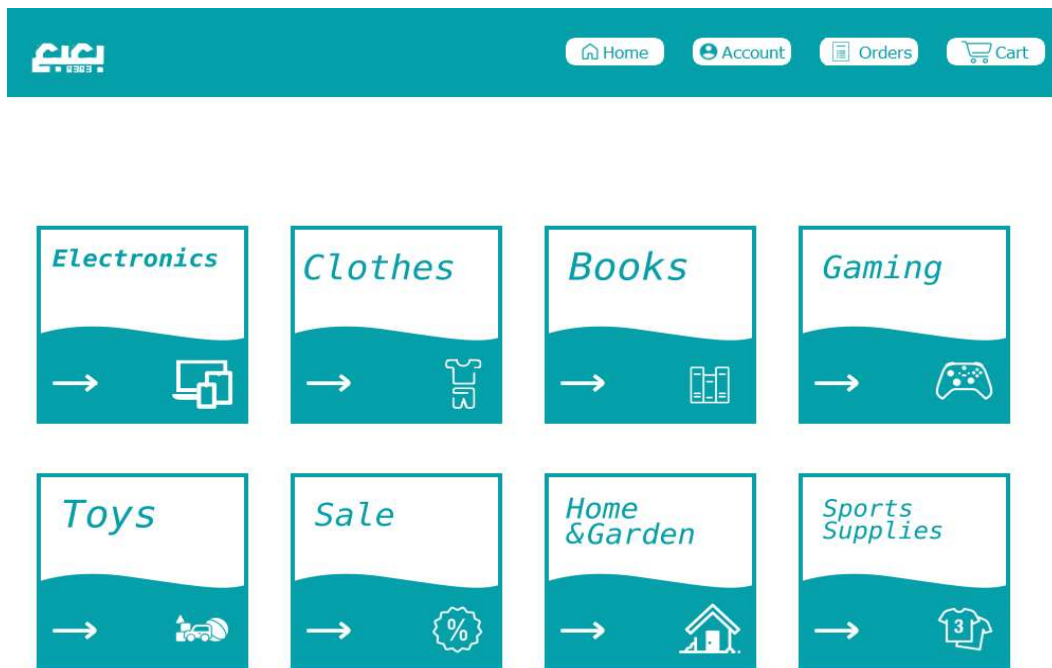 Home
Account
Orders
Cart
Electronics
Clothes
Books
Gaming
Toys
Sale
Home
&Garden
Sports
Supplies
%
3